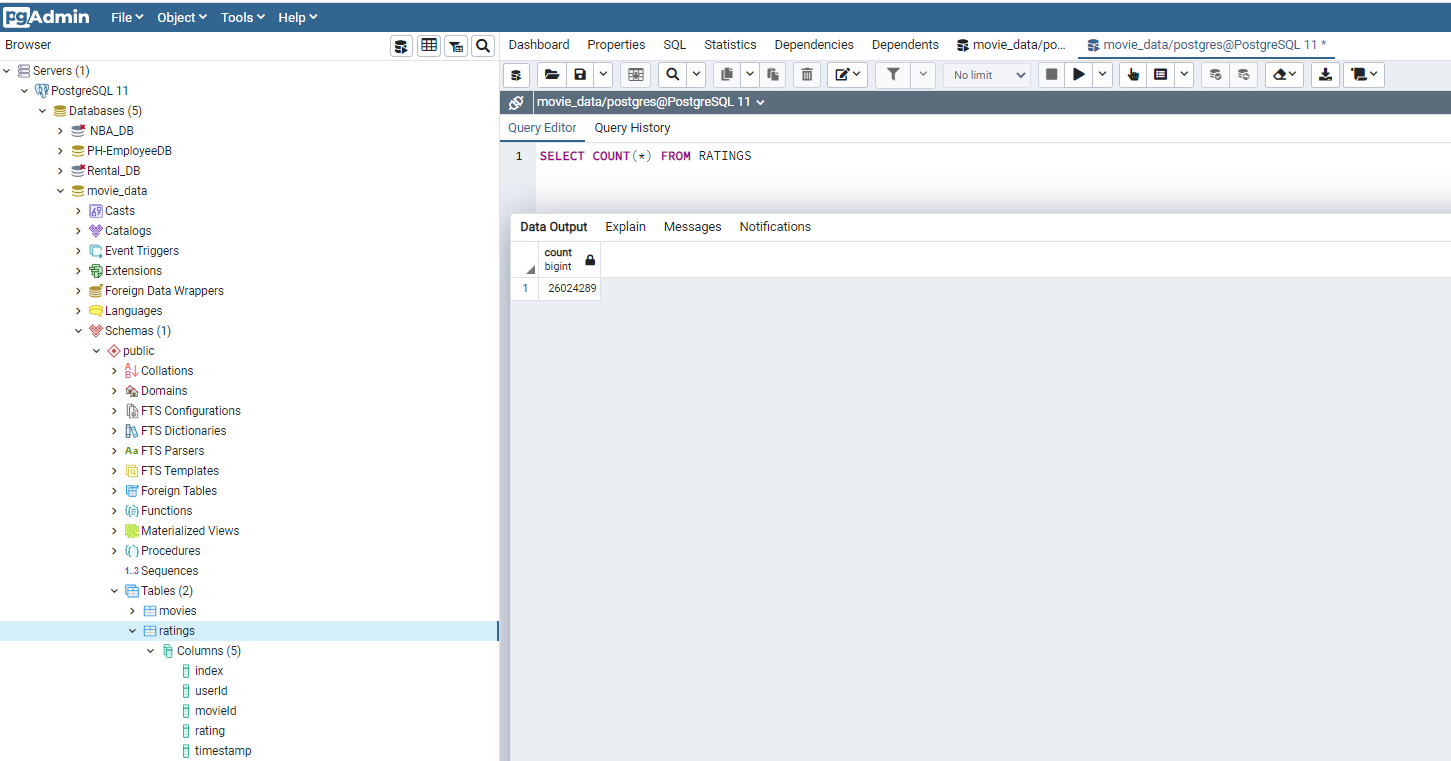 pgAdmin File Object Tools Help
Browser
Dashboard Properties SQL Statistics Dependencies Dependents movie_data/po... movie_data/postgres@PostgreSQL 11 *
No limit
movie_data/postgres@PostgreSQL 11
Query Editor Query History
1 SELECT COUNT(*) FROM RATINGS
Data Output Explain Messages Notifications
count
bigint
1 26024289
Servers (1)
PostgreSQL 11
Databases (5)
NBA_DB
PH-EmployeeDB
Rental_DB
movie_data
Casts
Catalogs
Event Triggers
Extensions
Foreign Data Wrappers
Languages
Schemas (1)
public
Collations
Domains
FTS Configurations
FTS Dictionaries
Aa FTS Parsers
FTS Templates
Foreign Tables
Functions
Materialized Views
Procedures
1..3 Sequences
Tables (2)
movies
ratings
Columns (5)
index
userId
movieId
rating
timestamp